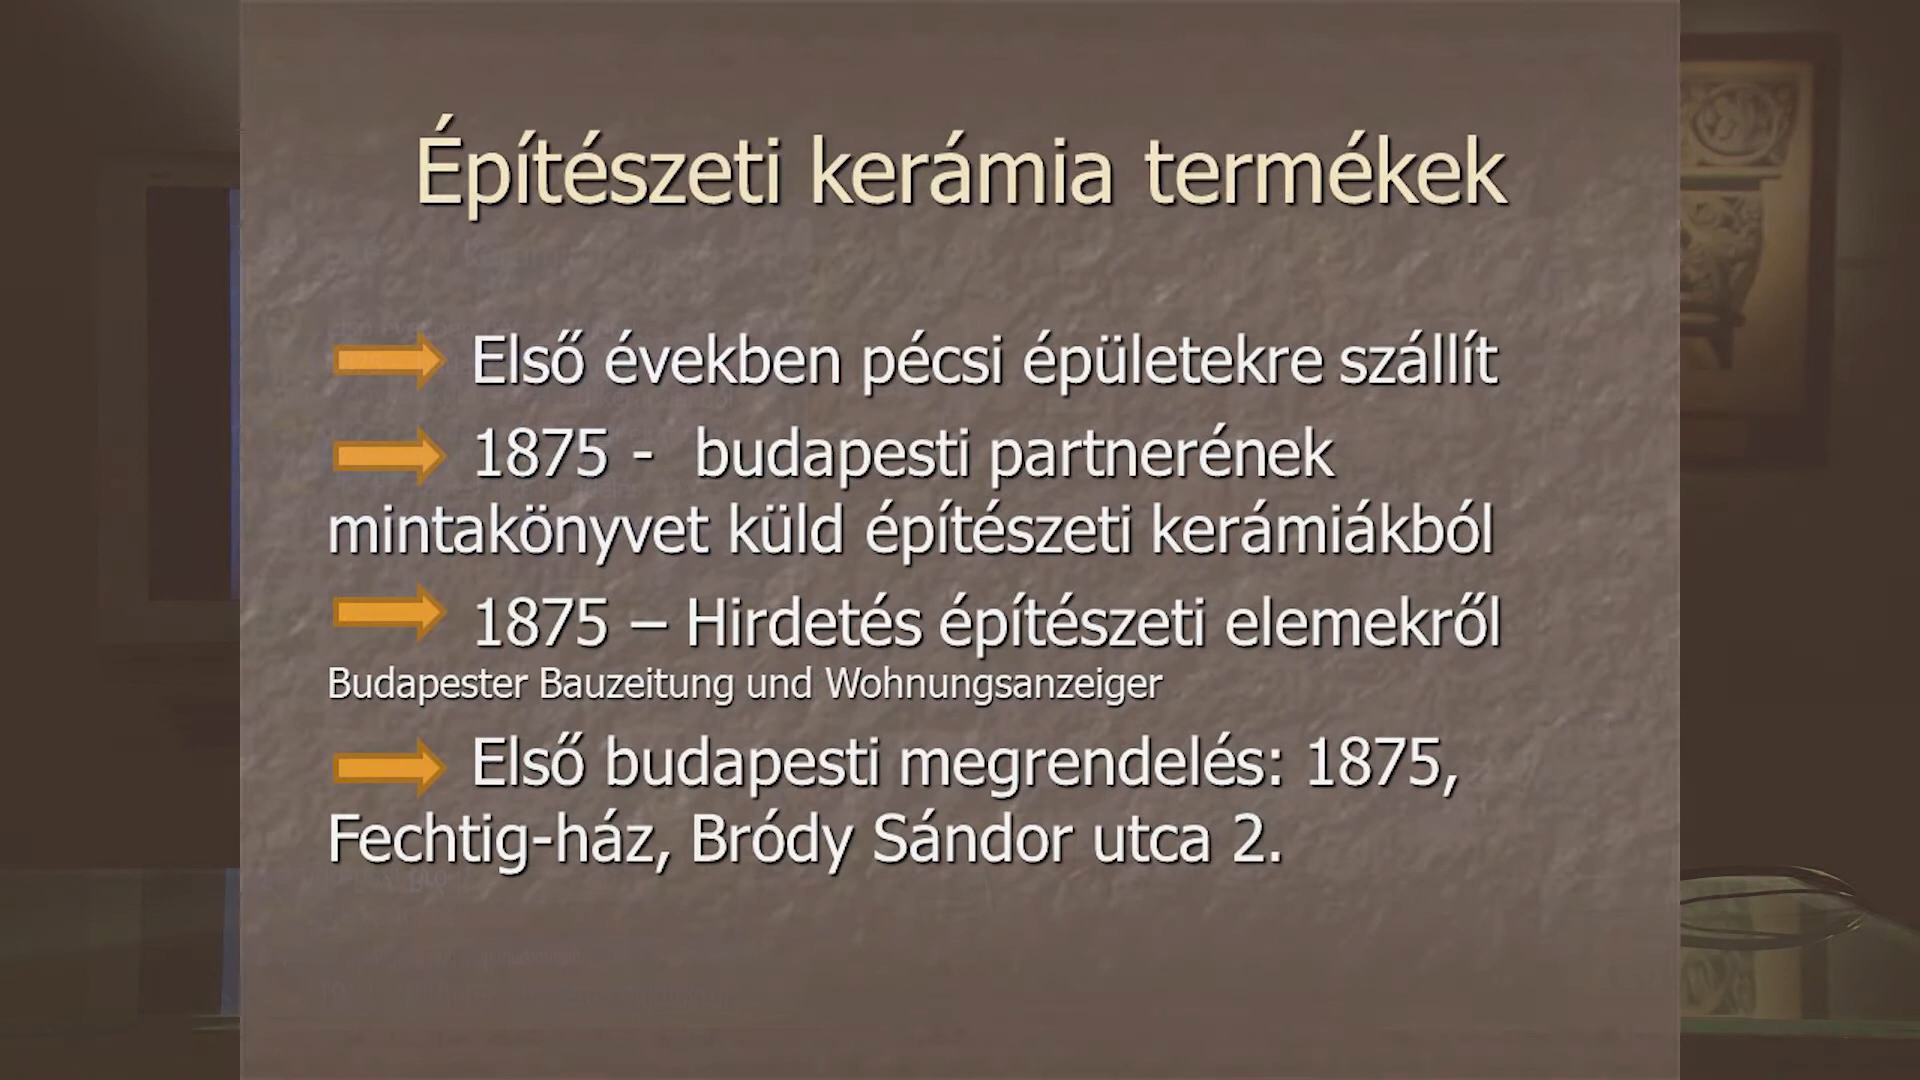 Építészeti kerámia termékek
Első években pécsi épületekre szállít
1875 - budapesti partnerének
mintakönyvet küld építészeti kerámiákból
1875 – Hirdetés építészeti elemekről
Budapester Bauzeitung und Wohnungsanzeiger
Első budapesti megrendelés: 1875,
Fechtig-ház, Bródy Sándor utca 2.